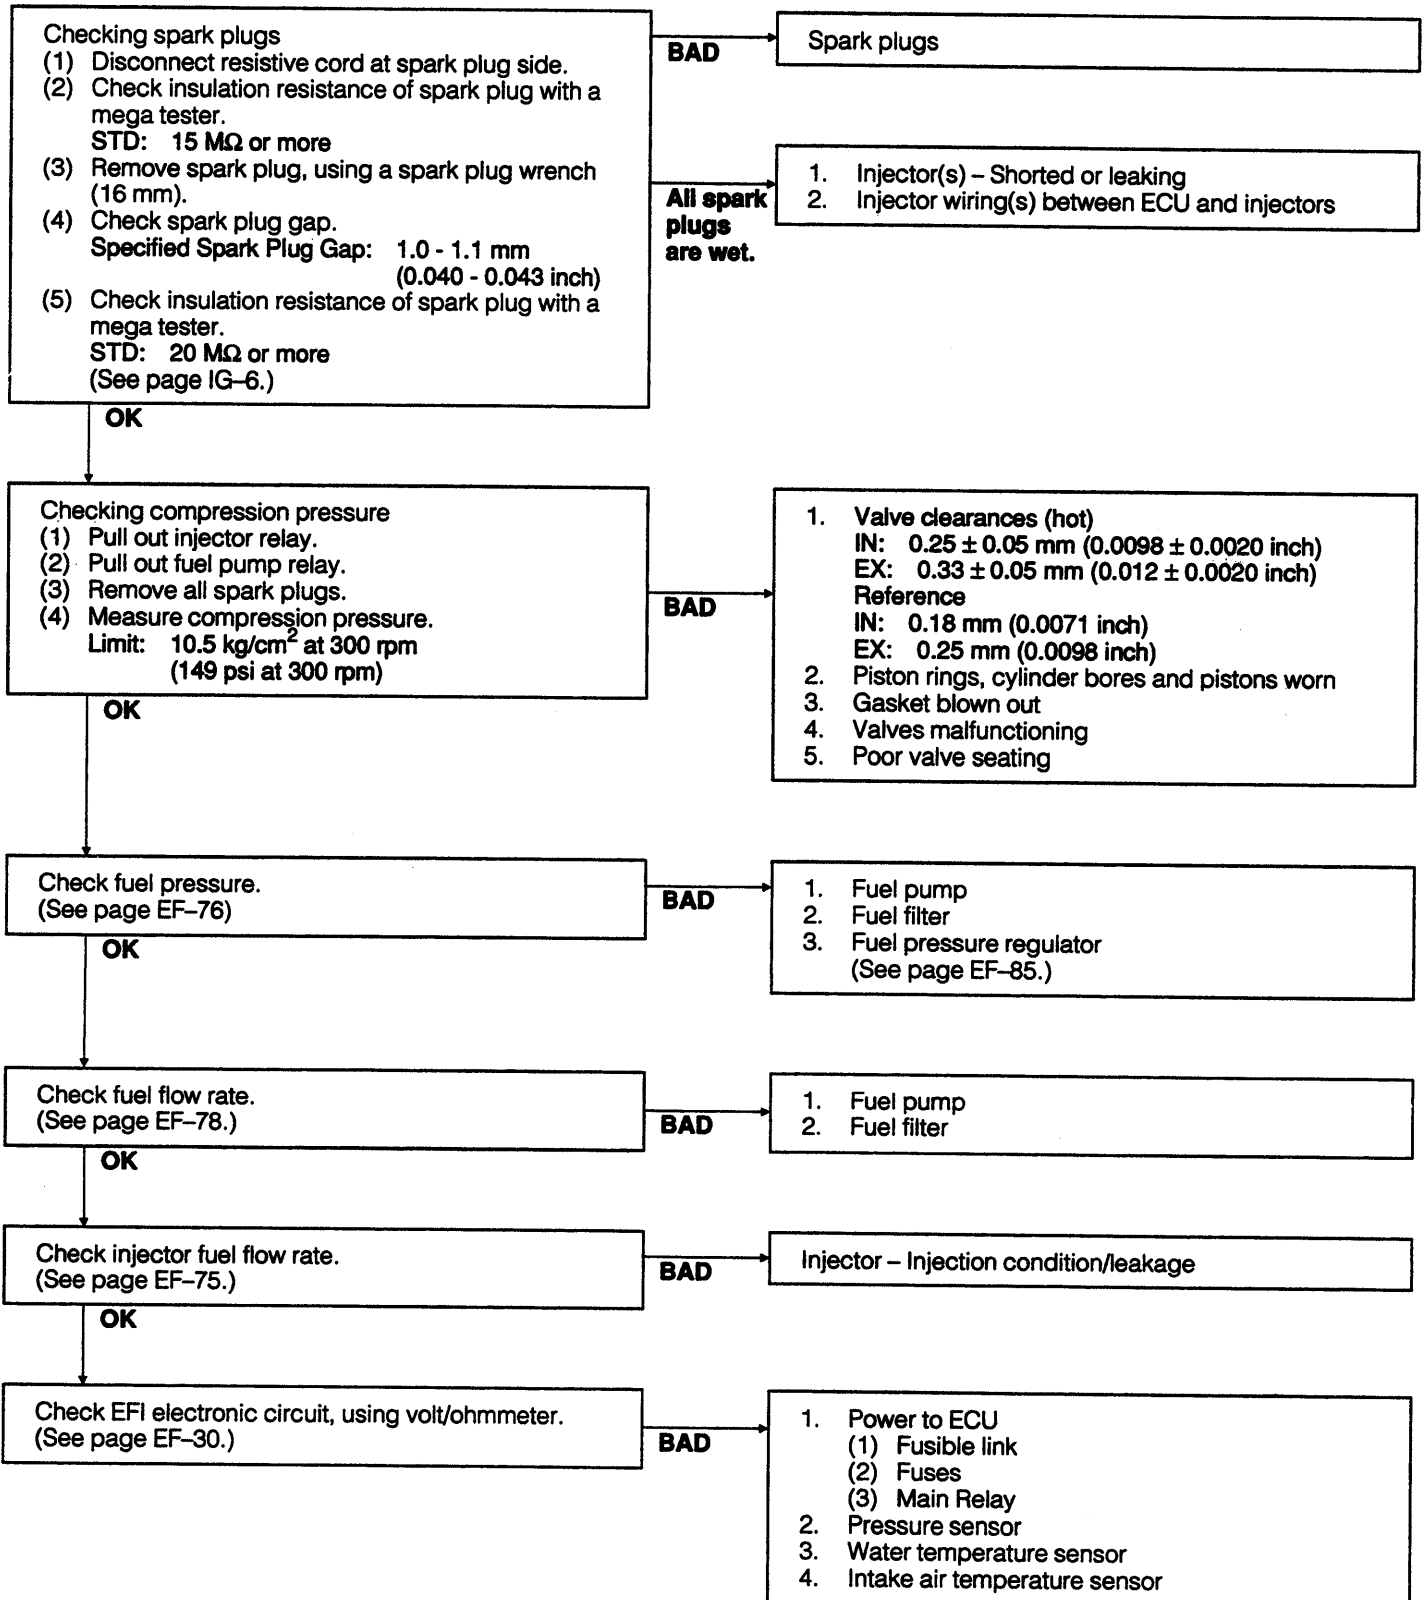 Checking spark plugs
(1) Disconnect resistive cord at spark plug side.
(2) Check insulation resistance of spark plug with a
mega tester.
STD: 15 MΩ or more
(3) Remove spark plug, using a spark plug wrench
(16 mm).
(4) Check spark plug gap.
Specified Spark Plug Gap: 1.0 - 1.1 mm
(0.040 - 0.043 inch)
(5) Check insulation resistance of spark plug with a
mega tester.
STD: 20 MΩ or more
(See page IG–6.)
BAD
Spark plugs
All spark
plugs
are wet.
1. Injector(s) – Shorted or leaking
2. Injector wiring(s) between ECU and injectors
OK
Checking compression pressure
(1) Pull out injector relay.
(2) Pull out fuel pump relay.
(3) Remove all spark plugs.
(4) Measure compression pressure.
Limit: 10.5 kg/cm² at 300 rpm
(149 psi at 300 rpm)
BAD
1. Valve clearances (hot)
IN: 0.25 ± 0.05 mm (0.0098 ± 0.0020 inch)
EX: 0.33 ± 0.05 mm (0.012 ± 0.0020 inch)
Reference
IN: 0.18 mm (0.0071 inch)
EX: 0.25 mm (0.0098 inch)
2. Piston rings, cylinder bores and pistons worn
3. Gasket blown out
4. Valves malfunctioning
5. Poor valve seating
OK
Check fuel pressure.
(See page EF–76)
BAD
1. Fuel pump
2. Fuel filter
3. Fuel pressure regulator
(See page EF–85.)
OK
Check fuel flow rate.
(See page EF–78.)
BAD
1. Fuel pump
2. Fuel filter
OK
Check injector fuel flow rate.
(See page EF–75.)
BAD
Injector – Injection condition/leakage
OK
Check EFI electronic circuit, using volt/ohmmeter.
(See page EF–30.)
BAD
1. Power to ECU
(1) Fusible link
(2) Fuses
(3) Main Relay
2. Pressure sensor
3. Water temperature sensor
4. Intake air temperature sensor